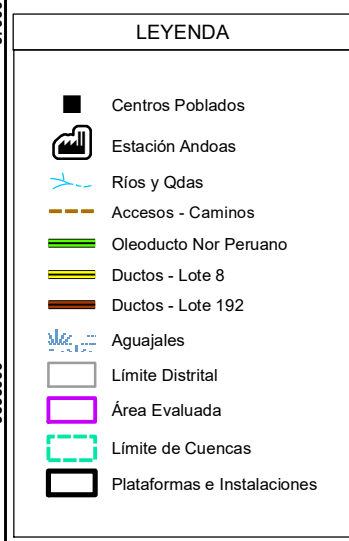 LEYENDA
Centros Poblados
Estación Andoas
Ríos y Qdas
Accesos - Caminos
Oleoducto Nor Peruano
Ductos - Lote 8
Ductos - Lote 192
Aguajales
Límite Distrital
Área Evaluada
Límite de Cuencas
Plataformas e Instalaciones